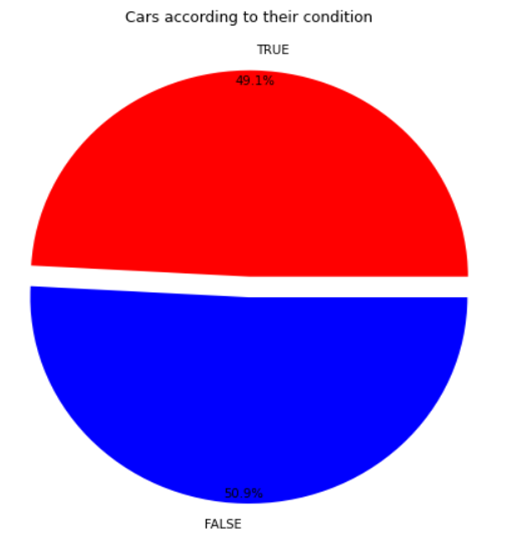 Cars according to their condition
TRUE
49.1%
50.9%
FALSE